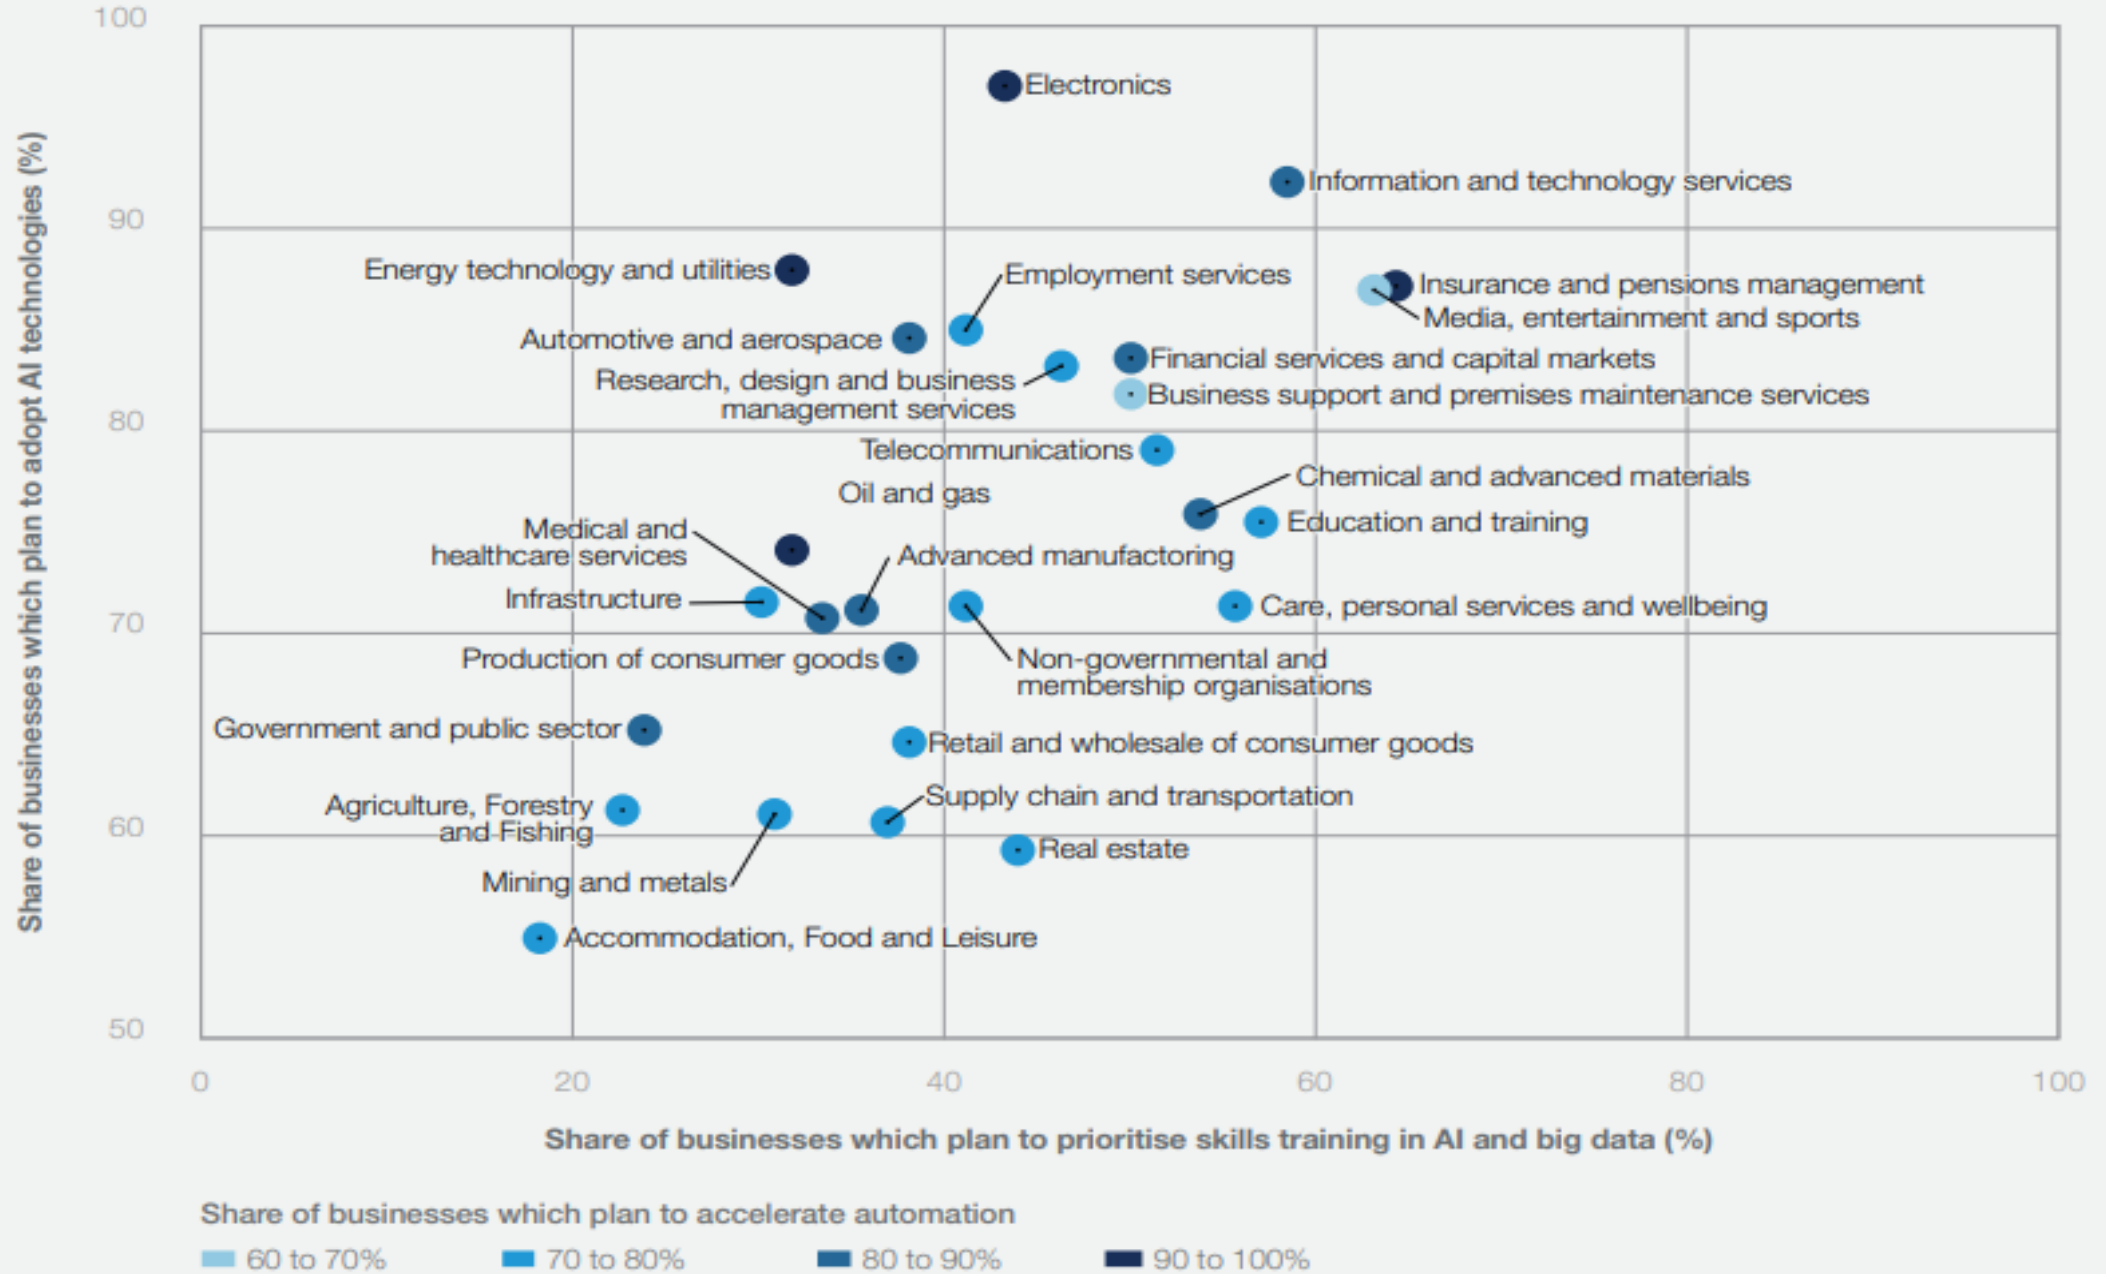 Share of businesses which plan to adopt AI technologies (%)
100
90
80
70
60
50
Electronics
Information and technology services
Energy technology and utilities
Employment services
Insurance and pensions management
Media, entertainment and sports
Automotive and aerospace
Financial services and capital markets
Research, design and business
management services
Business support and premises maintenance services
Telecommunications
Chemical and advanced materials
Oil and gas
Education and training
Medical and
healthcare services
Advanced manufactoring
Infrastructure
Care, personal services and wellbeing
Production of consumer goods
Non-governmental and
membership organisations
Government and public sector
Retail and wholesale of consumer goods
Supply chain and transportation
Agriculture, Forestry
and Fishing
Real estate
Mining and metals
Accommodation, Food and Leisure
0 20 40 60 80 100
Share of businesses which plan to prioritise skills training in AI and big data (%)
Share of businesses which plan to accelerate automation
60 to 70% 70 to 80% 80 to 90% 90 to 100%